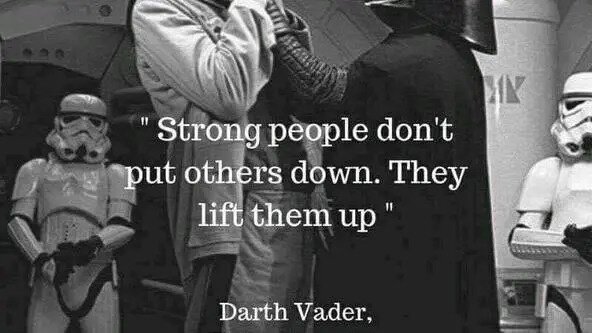 " Strong people don't
put others down. They
lift them up "
Darth Vader,